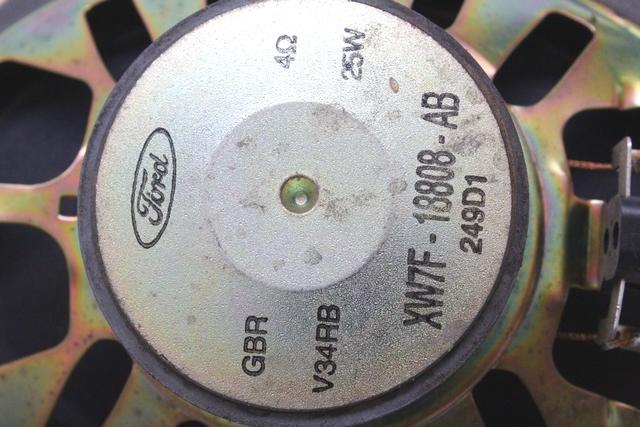 Ford
4Ω
25W
GBR
V34RB
XW7F-18808-AB
249D1